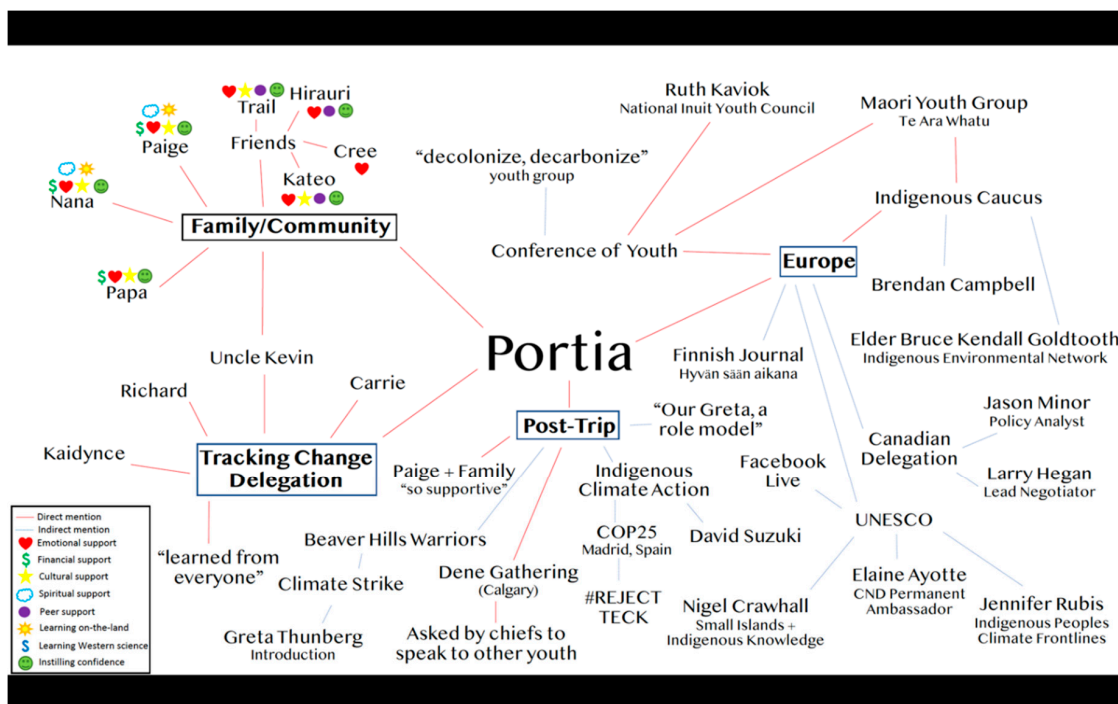 Ruth Kaviok
National Inuit Youth Council
Maori Youth Group
Te Ara Whatu
Hirauri
Trail
Friends
Paige
Cree
Kateo
Nana
"decolonize, decarbonize"
youth group
Indigenous Caucus
Family/Community
Conference of Youth
Europe
Brendan Campbell
Papa
Portia
Uncle Kevin
Finnish Journal
Hyvän sään aikana
Elder Bruce Kendall Goldtooth
Indigenous Environmental Network
Richard
Carrie
Post-Trip
"Our Greta, a
role model"
Jason Minor
Policy Analyst
Kaidynce
Tracking Change
Delegation
Paige + Family
"so supportive"
Indigenous
Climate Action
Facebook
Live
Canadian
Delegation
Larry Hegan
Lead Negotiator
Direct mention
Indirect mention
Emotional support
Financial support
Cultural support
Spiritual support
Peer support
Learning on-the-land
Learning Western science
Instilling confidence
"learned from
everyone"
Beaver Hills Warriors
Climate Strike
Greta Thunberg
Introduction
Dene Gathering
(Calgary)
Asked by chiefs to
speak to other youth
COP25
Madrid, Spain
#REJECT
TECK
David Suzuki
UNESCO
Nigel Crawhall
Small Islands +
Indigenous Knowledge
Elaine Ayotte
CND Permanent
Ambassador
Jennifer Rubis
Indigenous Peoples
Climate Frontlines